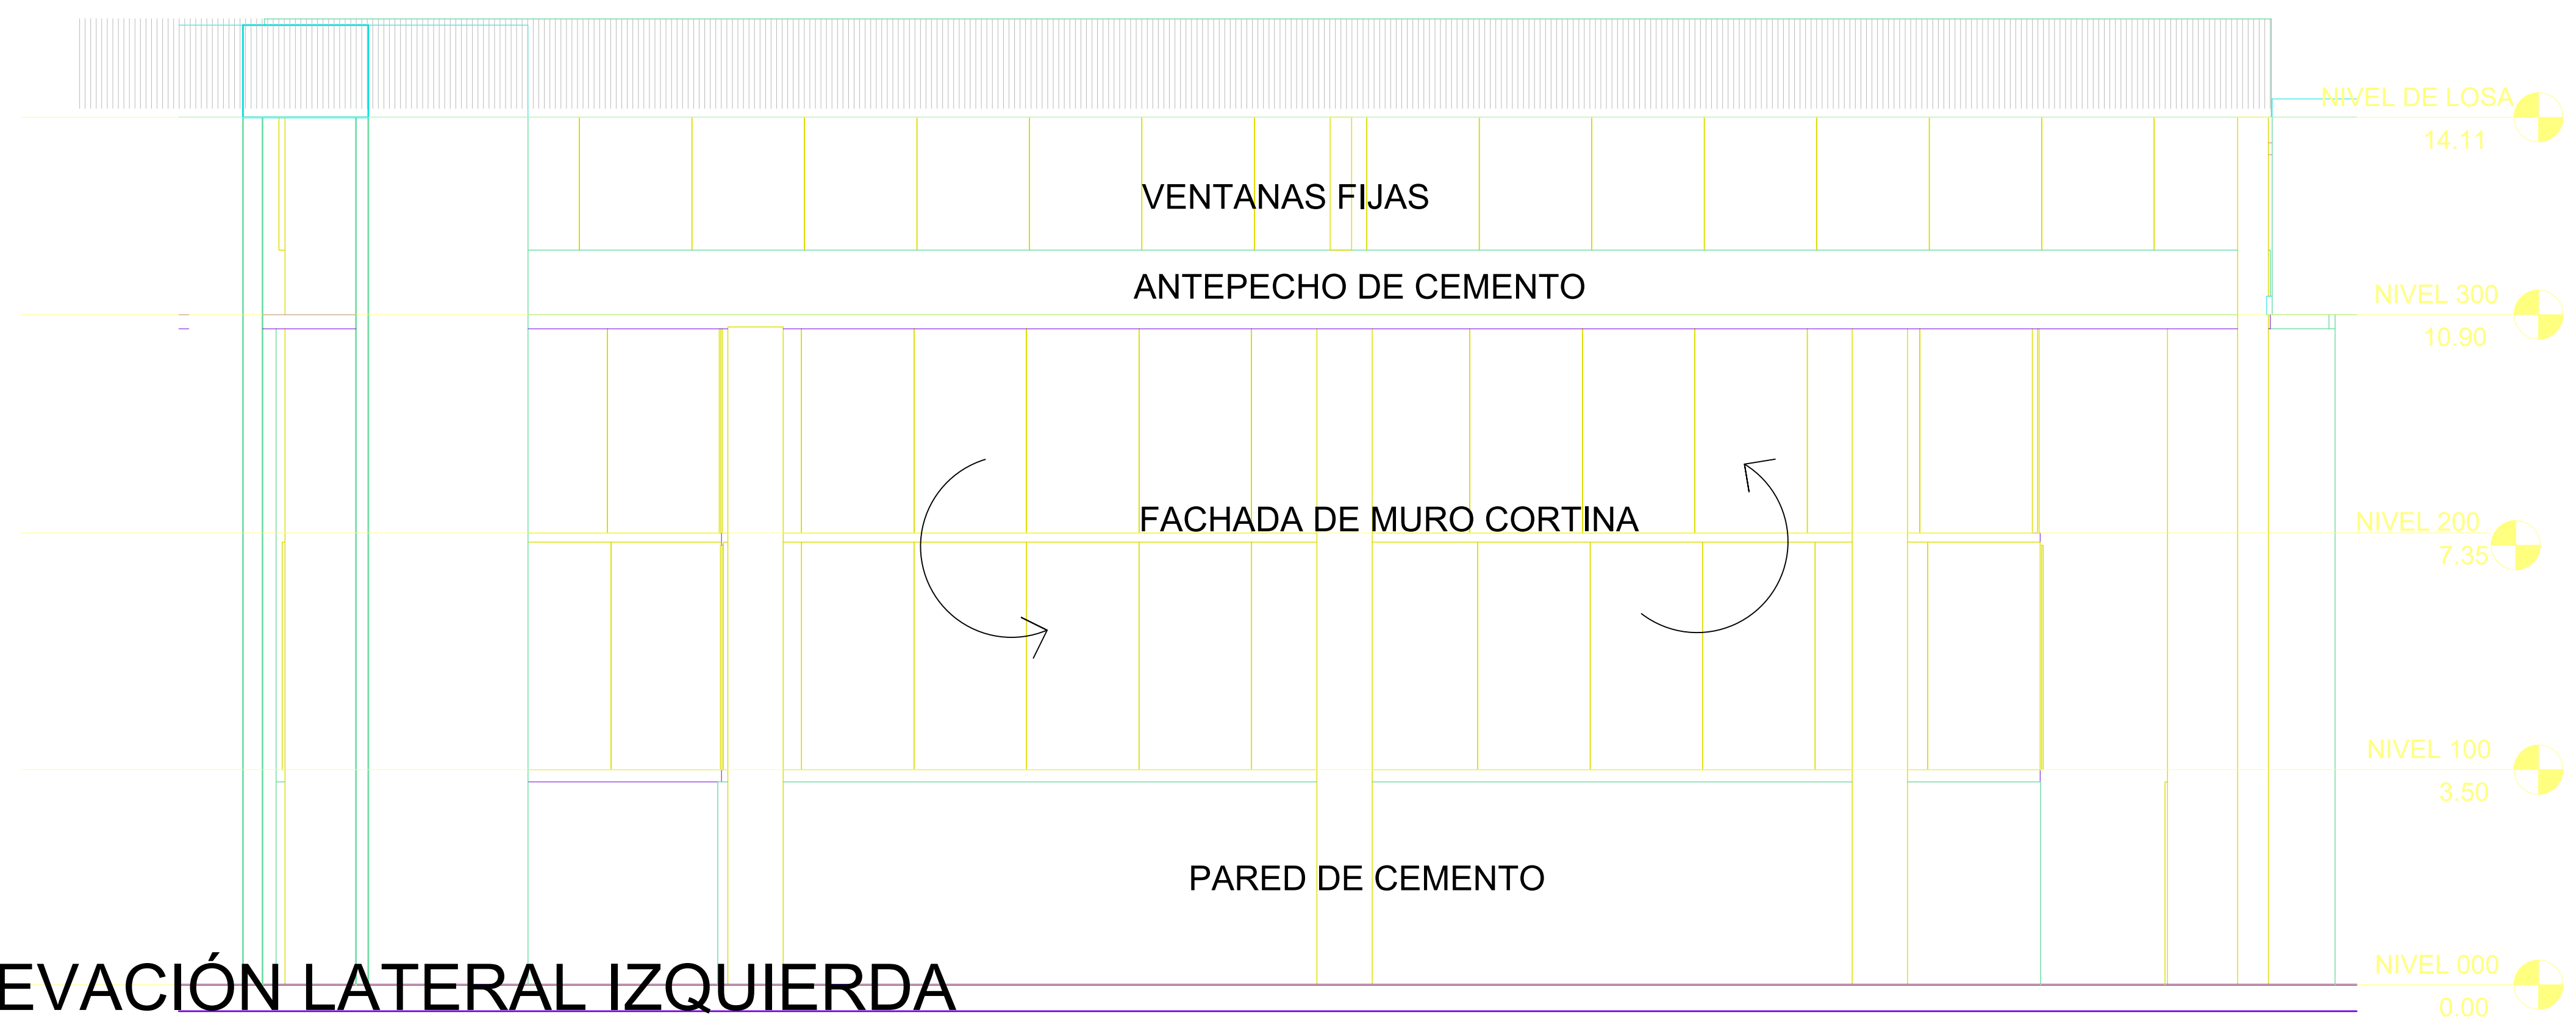 NIVEL DE LOSA
14.11
VENTANAS FIJAS
ANTEPECHO DE CEMENTO
NIVEL 300
10.90
FACHADA DE MURO CORTINA
NIVEL 200
7.35
NIVEL 100
3.50
PARED DE CEMENTO
EVACIÓN LATERAL IZQUIERDA
NIVEL 000
0.00